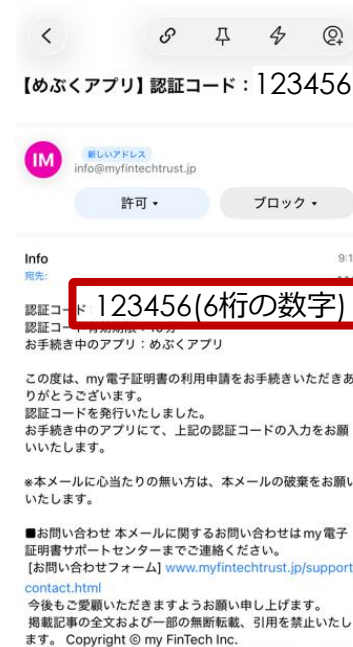 【めぶくアプリ】認証コード：123456
IM
新しいアドレス
info@myfintechtrust.jp
許可
ブロック
Info
9:1
宛先:
認証コード
123456(6桁の数字)
お手続き中のアプリ：めぶくアプリ
この度は、my電子証明書の利用申請をお手続きいただきあ
りがとうございます。
認証コードを発行いたしました。
お手続き中のアプリにて、上記の認証コードの入力をお願
いいたします。
※本メールに心当たりの無い方は、本メールの破棄をお願い
いたします。
■お問い合わせ 本メールに関するお問い合わせは my電子
証明書サポートセンターまでご連絡ください。
[お問い合わせフォーム] www.myfintechtrust.jp/support
contact.html
今後もご愛顧いただきますようお願い申し上げます。
掲載記事の全文および一部の無断転載、引用を禁止いたし
ます。 Copyright © my FinTech Inc.